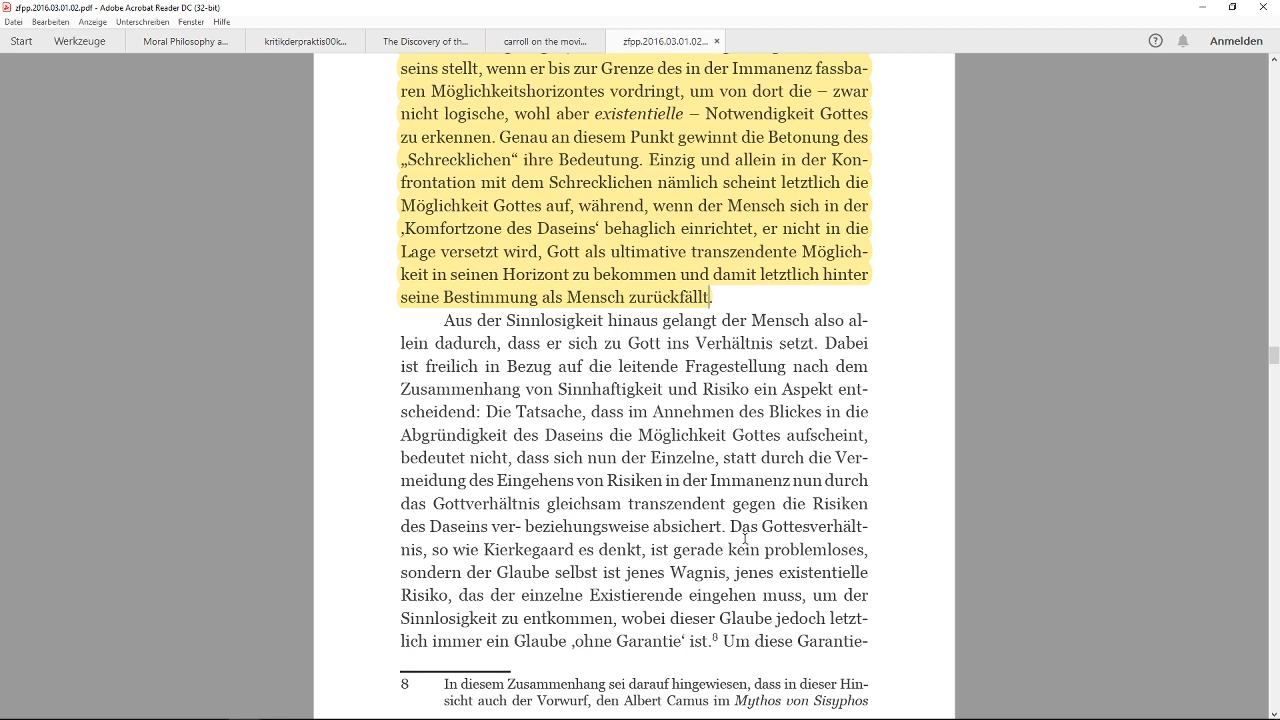 zfpp.2016.03.01.02.pdf - Adobe Acrobat Reader DC (32-bit)
Datei Bearbeiten Anzeige Unterschreiben Fenster Hilfe
Start Werkzeuge Moral Philosophy a... kritikderpraktis00k... The Discovery of th... carroll on the movi... zfpp.2016.03.01.02... × Anmelden
seins stellt, wenn er bis zur Grenze des in der Immanenz fassba-
ren Möglichkeitshorizontes vordringt, um von dort die – zwar
nicht logische, wohl aber existentielle – Notwendigkeit Gottes
zu erkennen. Genau an diesem Punkt gewinnt die Betonung des
„Schrecklichen“ ihre Bedeutung. Einzig und allein in der Kon-
frontation mit dem Schrecklichen nämlich scheint letztlich die
Möglichkeit Gottes auf, während, wenn der Mensch sich in der
‚Komfortzone des Daseins‘ behaglich einrichtet, er nicht in die
Lage versetzt wird, Gott als ultimative transzendente Möglich-
keit in seinen Horizont zu bekommen und damit letztlich hinter
seine Bestimmung als Mensch zurückfällt.
Aus der Sinnlosigkeit hinaus gelangt der Mensch also al-
lein dadurch, dass er sich zu Gott ins Verhältnis setzt. Dabei
ist freilich in Bezug auf die leitende Fragestellung nach dem
Zusammenhang von Sinnhaftigkeit und Risiko ein Aspekt ent-
scheidend: Die Tatsache, dass im Annehmen des Blickes in die
Abgründigkeit des Daseins die Möglichkeit Gottes aufscheint,
bedeutet nicht, dass sich nun der Einzelne, statt durch die Ver-
meidung des Eingehens von Risiken in der Immanenz nun durch
das Gottverhältnis gleichsam transzendent gegen die Risiken
des Daseins ver- beziehungsweise absichert. Das Gottesverhält-
nis, so wie Kierkegaard es denkt, ist gerade kein problemloses,
sondern der Glaube selbst ist jenes Wagnis, jenes existentielle
Risiko, das der einzelne Existierende eingehen muss, um der
Sinnlosigkeit zu entkommen, wobei dieser Glaube jedoch letzt-
lich immer ein Glaube ‚ohne Garantie‘ ist.⁸ Um diese Garantie-
8 In diesem Zusammenhang sei darauf hingewiesen, dass in dieser Hin-
sicht auch der Vorwurf, den Albert Camus im Mythos von Sisyphos